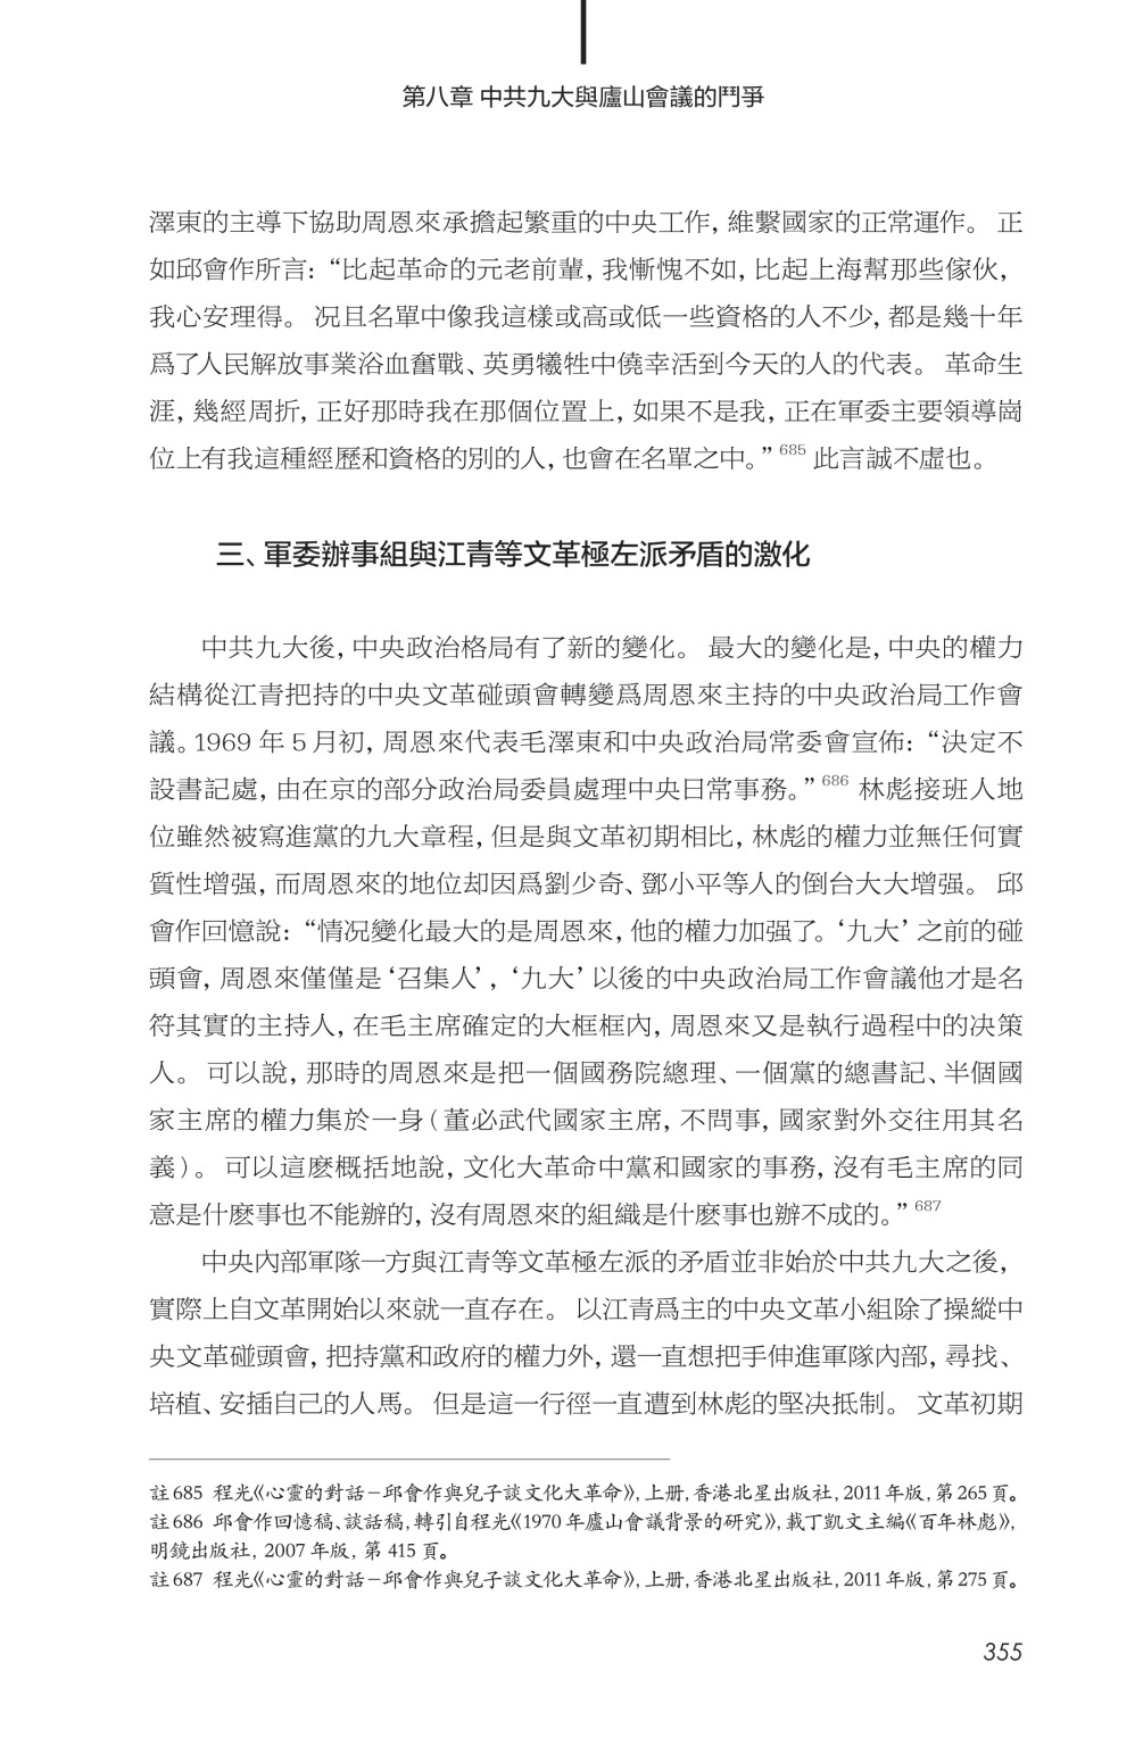 第八章 中共九大與廬山會議的鬥爭
澤東的主導下協助周恩來承擔起繁重的中央工作，維繫國家的正常運作。 正
如邱會作所言：“比起革命的元老前輩，我慚愧不如，比起上海幫那些傢伙，
我心安理得。 况且名單中像我這樣或高或低一些資格的人不少，都是幾十年
爲了人民解放事業浴血奮戰、英勇犧牲中僥幸活到今天的人的代表。 革命生
涯，幾經周折，正好那時我在那個位置上，如果不是我，正在軍委主要領導崗
位上有我這種經歷和資格的別的人，也會在名單之中。” 685 此言誠不虛也。
三、軍委辦事組與江青等文革極左派矛盾的激化
中共九大後，中央政治格局有了新的變化。 最大的變化是，中央的權力
結構從江青把持的中央文革碰頭會轉變爲周恩來主持的中央政治局工作會
議。1969 年 5 月初，周恩來代表毛澤東和中央政治局常委會宣佈：“決定不
設書記處，由在京的部分政治局委員處理中央日常事務。” 686 林彪接班人地
位雖然被寫進黨的九大章程，但是與文革初期相比，林彪的權力並無任何實
質性增强，而周恩來的地位却因爲劉少奇、鄧小平等人的倒台大大增强。 邱
會作回憶說：“情况變化最大的是周恩來，他的權力加强了。‘九大’ 之前的碰
頭會，周恩來僅僅是 ‘召集人’，‘九大’ 以後的中央政治局工作會議他才是名
符其實的主持人，在毛主席確定的大框框內，周恩來又是執行過程中的决策
人。 可以說，那時的周恩來是把一個國務院總理、一個黨的總書記、半個國
家主席的權力集於一身（董必武代國家主席，不問事，國家對外交往用其名
義）。 可以這麽概括地說，文化大革命中黨和國家的事務，沒有毛主席的同
意是什麽事也不能辦的，沒有周恩來的組織是什麽事也辦不成的。” 687
中央內部軍隊一方與江青等文革極左派的矛盾並非始於中共九大之後，
實際上自文革開始以來就一直存在。 以江青爲主的中央文革小組除了操縱中
央文革碰頭會，把持黨和政府的權力外，還一直想把手伸進軍隊內部，尋找、
培植、安插自己的人馬。 但是這一行徑一直遭到林彪的堅决抵制。 文革初期
註 685 程光《心靈的對話－邱會作與兒子談文化大革命》，上册，香港北星出版社，2011 年版，第 265 頁。
註 686 邱會作回憶稿、談話稿，轉引自程光《1970 年廬山會議背景的研究》，載丁凱文主編《百年林彪》，
明鏡出版社，2007 年版，第 415 頁。
註 687 程光《心靈的對話－邱會作與兒子談文化大革命》，上册，香港北星出版社，2011 年版，第 275 頁。
355